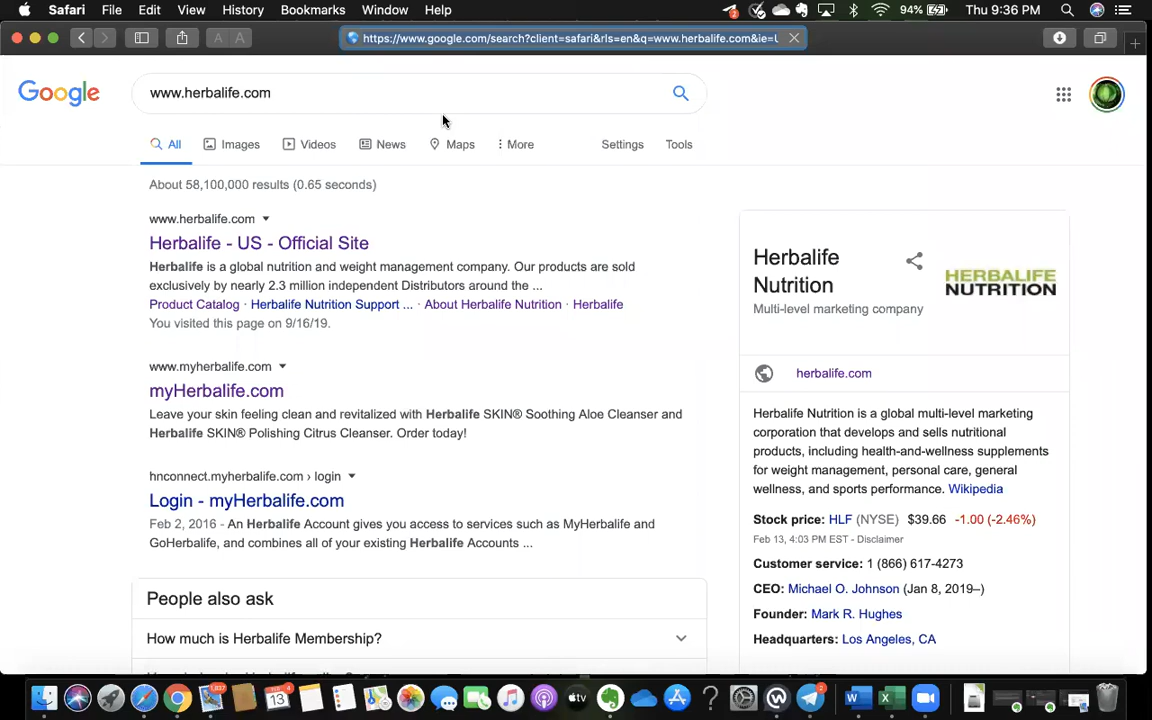 Safari File Edit View History Bookmarks Window Help 94% Thu 9:36 PM
A A https://www.google.com/search?client=safari&rls=en&q=www.herbalife.com&ie=U
Google www.herbalife.com
All Images Videos News Maps More Settings Tools
About 58,100,000 results (0.65 seconds)
www.herbalife.com
Herbalife - US - Official Site
Herbalife is a global nutrition and weight management company. Our products are sold
exclusively by nearly 2.3 million independent Distributors around the ...
Product Catalog · Herbalife Nutrition Support ... · About Herbalife Nutrition · Herbalife
You visited this page on 9/16/19.
www.myherbalife.com
myHerbalife.com
Leave your skin feeling clean and revitalized with Herbalife SKIN® Soothing Aloe Cleanser and
Herbalife SKIN® Polishing Citrus Cleanser. Order today!
hnconnect.myherbalife.com › login
Login - myHerbalife.com
Feb 2, 2016 - An Herbalife Account gives you access to services such as MyHerbalife and
GoHerbalife, and combines all of your existing Herbalife Accounts ...
People also ask
How much is Herbalife Membership?
Herbalife
Nutrition
Multi-level marketing company
HERBALIFE
NUTRITION
herbalife.com
Herbalife Nutrition is a global multi-level marketing
corporation that develops and sells nutritional
products, including health-and-wellness supplements
for weight management, personal care, general
wellness, and sports performance. Wikipedia
Stock price: HLF (NYSE) $39.66 -1.00 (-2.46%)
Feb 13, 4:03 PM EST - Disclaimer
Customer service: 1 (866) 617-4273
CEO: Michael O. Johnson (Jan 8, 2019–)
Founder: Mark R. Hughes
Headquarters: Los Angeles, CA